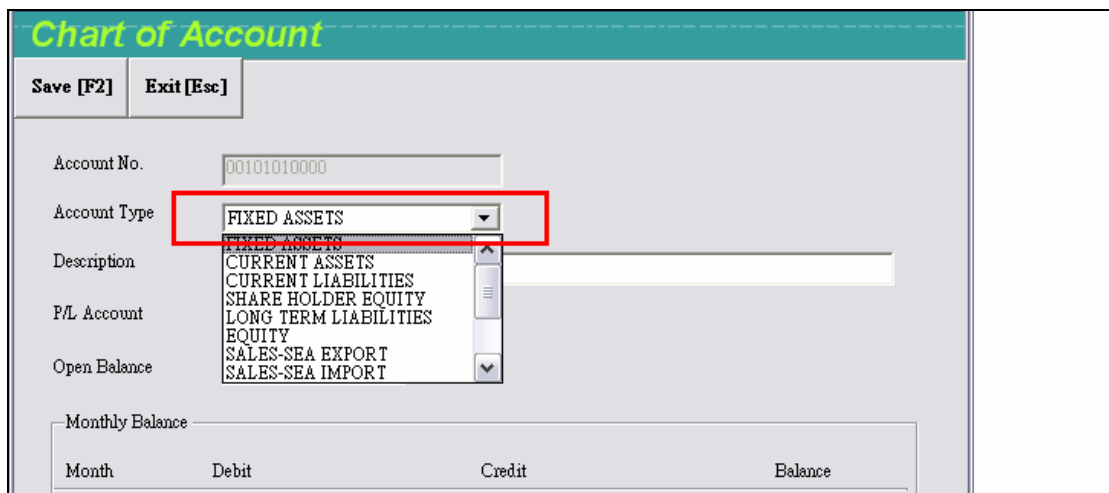 Chart of Account
Save [F2] Exit [Esc]
Account No. 00101010000
Account Type FIXED ASSETS
FIXED ASSETS
CURRENT ASSETS
Description
CURRENT LIABILITIES
SHARE HOLDER EQUITY
P/L Account
LONG TERM LIABILITIES
EQUITY
SALES-SEA EXPORT
Open Balance
SALES-SEA IMPORT
Monthly Balance
Month Debit Credit Balance